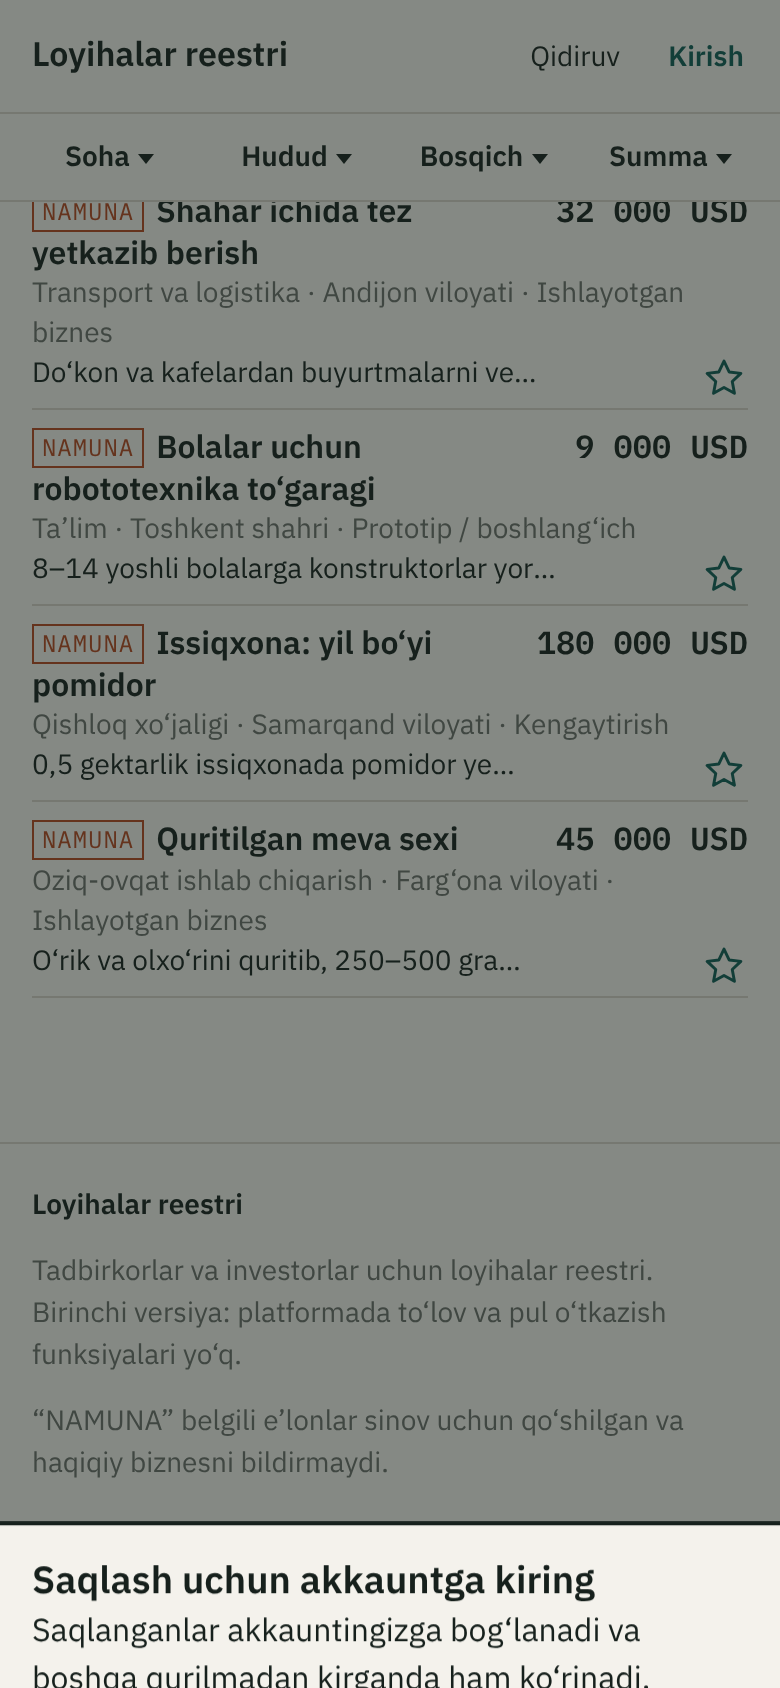 Loyihalar reestri
Qidiruv
Kirish
Soha
Hudud
Bosqich
Summa
NAMUNA Shahar ichida tez 32 000 USD
yetkazib berish
Transport va logistika · Andijon viloyati · Ishlayotgan
biznes
Do‘kon va kafelardan buyurtmalarni ve...
NAMUNA Bolalar uchun 9 000 USD
robototexnika to‘garagi
Ta’lim · Toshkent shahri · Prototip / boshlang‘ich
8–14 yoshli bolalarga konstruktorlar yor...
NAMUNA Issiqxona: yil bo‘yi 180 000 USD
pomidor
Qishloq xo‘jaligi · Samarqand viloyati · Kengaytirish
0,5 gektarlik issiqxonada pomidor ye...
NAMUNA Quritilgan meva sexi 45 000 USD
Oziq-ovqat ishlab chiqarish · Farg‘ona viloyati ·
Ishlayotgan biznes
O‘rik va olxo‘rini quritib, 250–500 gra...
Loyihalar reestri
Tadbirkorlar va investorlar uchun loyihalar reestri.
Birinchi versiya: platformada to‘lov va pul o‘tkazish
funksiyalari yo‘q.
“NAMUNA” belgili e’lonlar sinov uchun qo‘shilgan va
haqiqiy biznesni bildirmaydi.
Saqlash uchun akkauntga kiring
Saqlanganlar akkauntingizga bog‘lanadi va
boshqa qurilmadan kirganda ham ko‘rinadi.